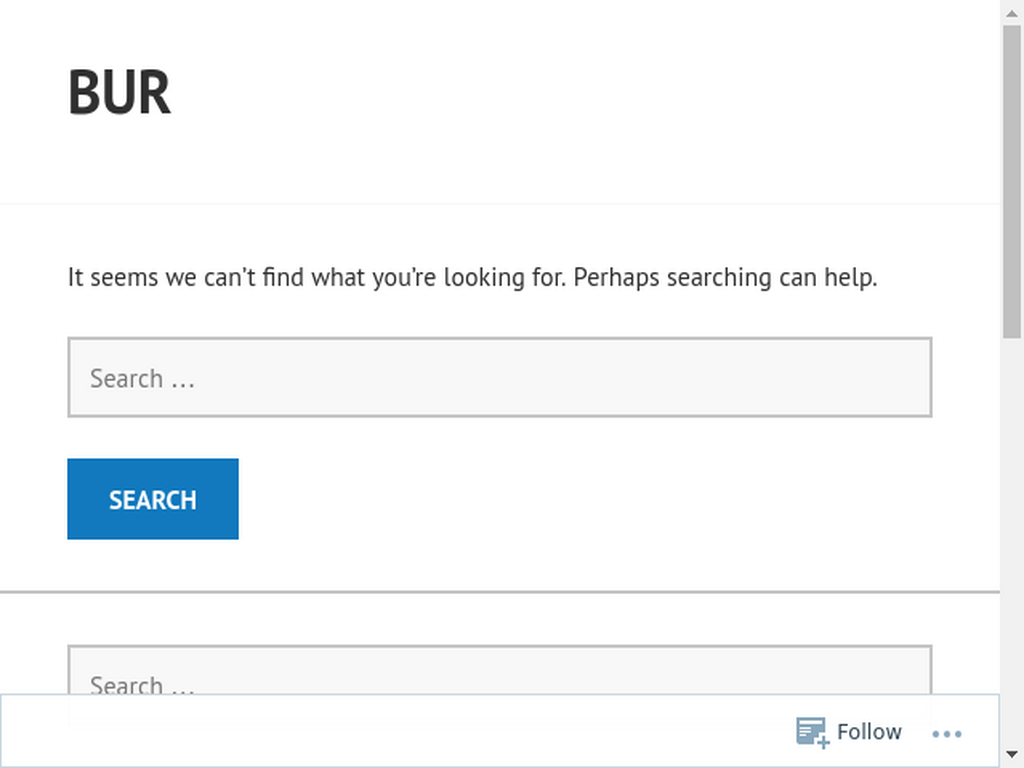 BUR
It seems we can’t find what you’re looking for. Perhaps searching can help.
Search …
SEARCH
Search …
Follow